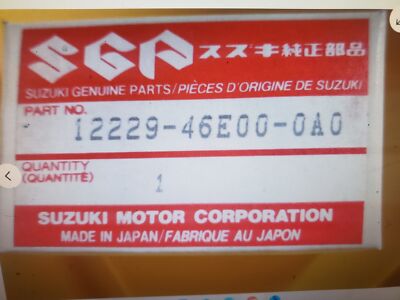 SGP スズキ純正部品
SUZUKI GENUINE PARTS/PIÈCES D'ORIGINE DE SUZUKI
PART NO.
12229-46E00-0A0
QUANTITY
(QUANTITÉ)
1
SUZUKI MOTOR CORPORATION
MADE IN JAPAN/FABRIQUE AU JAPON